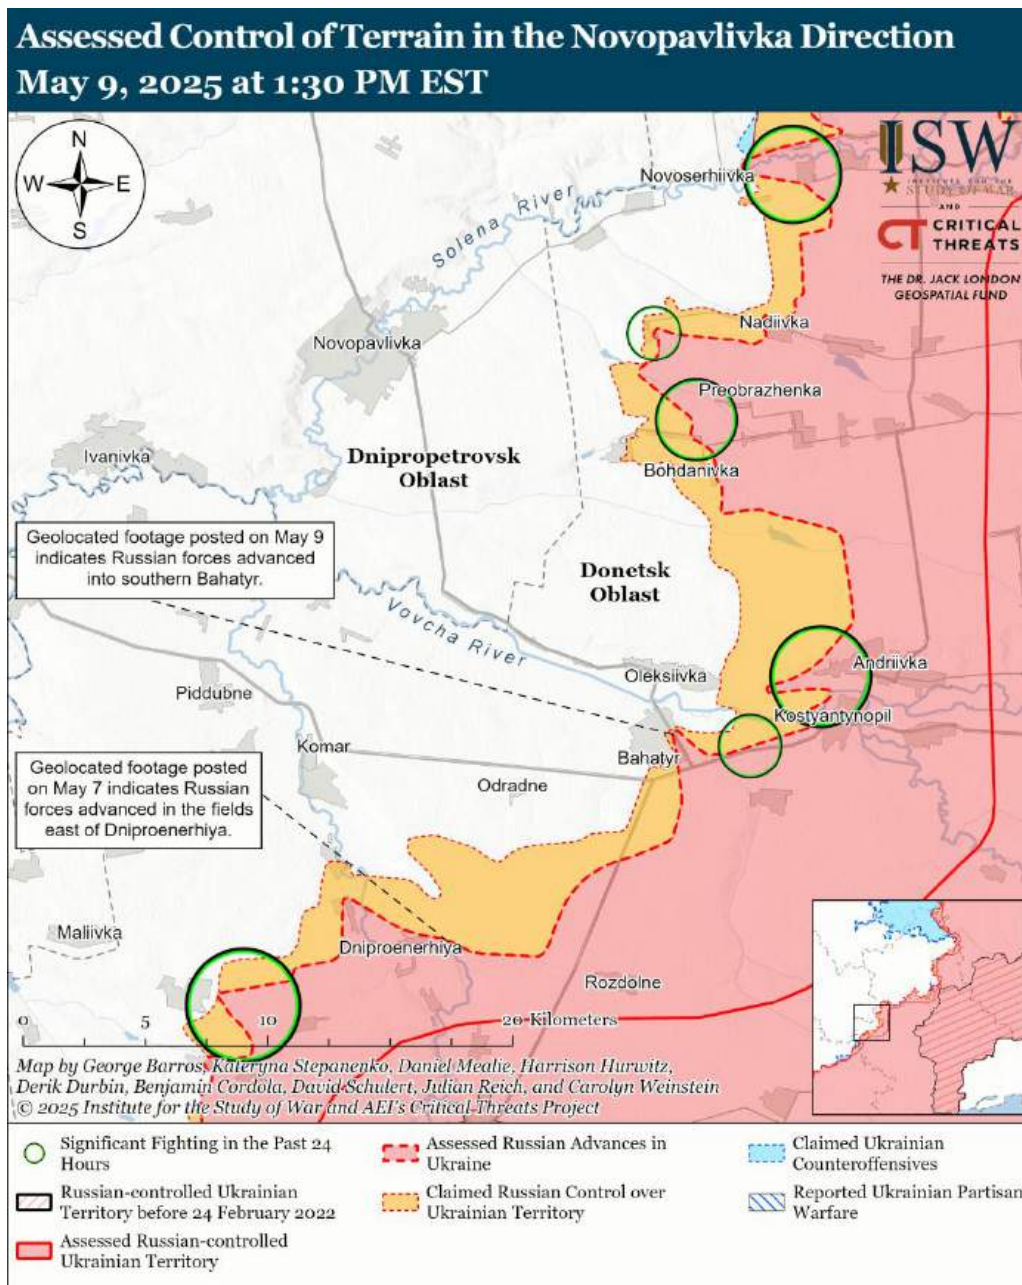 Assessed Control of Terrain in the Novopavlivka Direction
May 9, 2025 at 1:30 PM EST
N
W
E
S
ISW
INSTITUTE FOR THE
STUDY OF WAR
AND
CT CRITICAL
THREATS
THE DR. JACK LONDON
GEOSPATIAL FUND
Novoserhiivka
Solena River
Nadiivka
Novopavlivka
Preobrazhenka
Ivanivka
Dnipropetrovsk
Oblast
Bohdanivka
Geolocated footage posted on May 9
indicates Russian forces advanced
into southern Bahatyr.
Donetsk
Oblast
Vovcha River
Andriivka
Oleksiivka
Piddubne
Kostyantynopil
Komar
Bahatyr
Geolocated footage posted
on May 7 indicates Russian
forces advanced in the fields
east of Dniproenerhiya.
Odradne
Maliivka
Dniproenerhiya
Rozdolne
0
5
10
20 Kilometers
Map by George Barros, Kateryna Stepanenko, Daniel Mealie, Harrison Hurwitz,
Derik Durbin, Benjamin Cordola, David Schulert, Julian Reich, and Carolyn Weinstein
© 2025 Institute for the Study of War and AEI's Critical Threats Project
Significant Fighting in the Past 24
Hours
Russian-controlled Ukrainian
Territory before 24 February 2022
Assessed Russian-controlled
Ukrainian Territory
Assessed Russian Advances in
Ukraine
Claimed Russian Control over
Ukrainian Territory
Claimed Ukrainian
Counteroffensives
Reported Ukrainian Partisan
Warfare